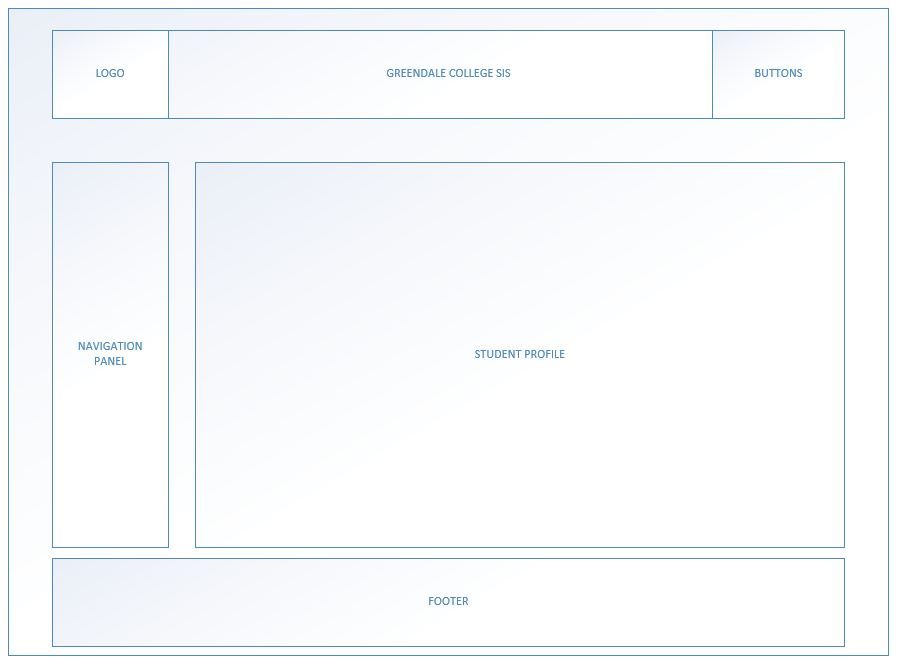 LOGO
GREENDALE COLLEGE SIS
BUTTONS
NAVIGATION
PANEL
STUDENT PROFILE
FOOTER